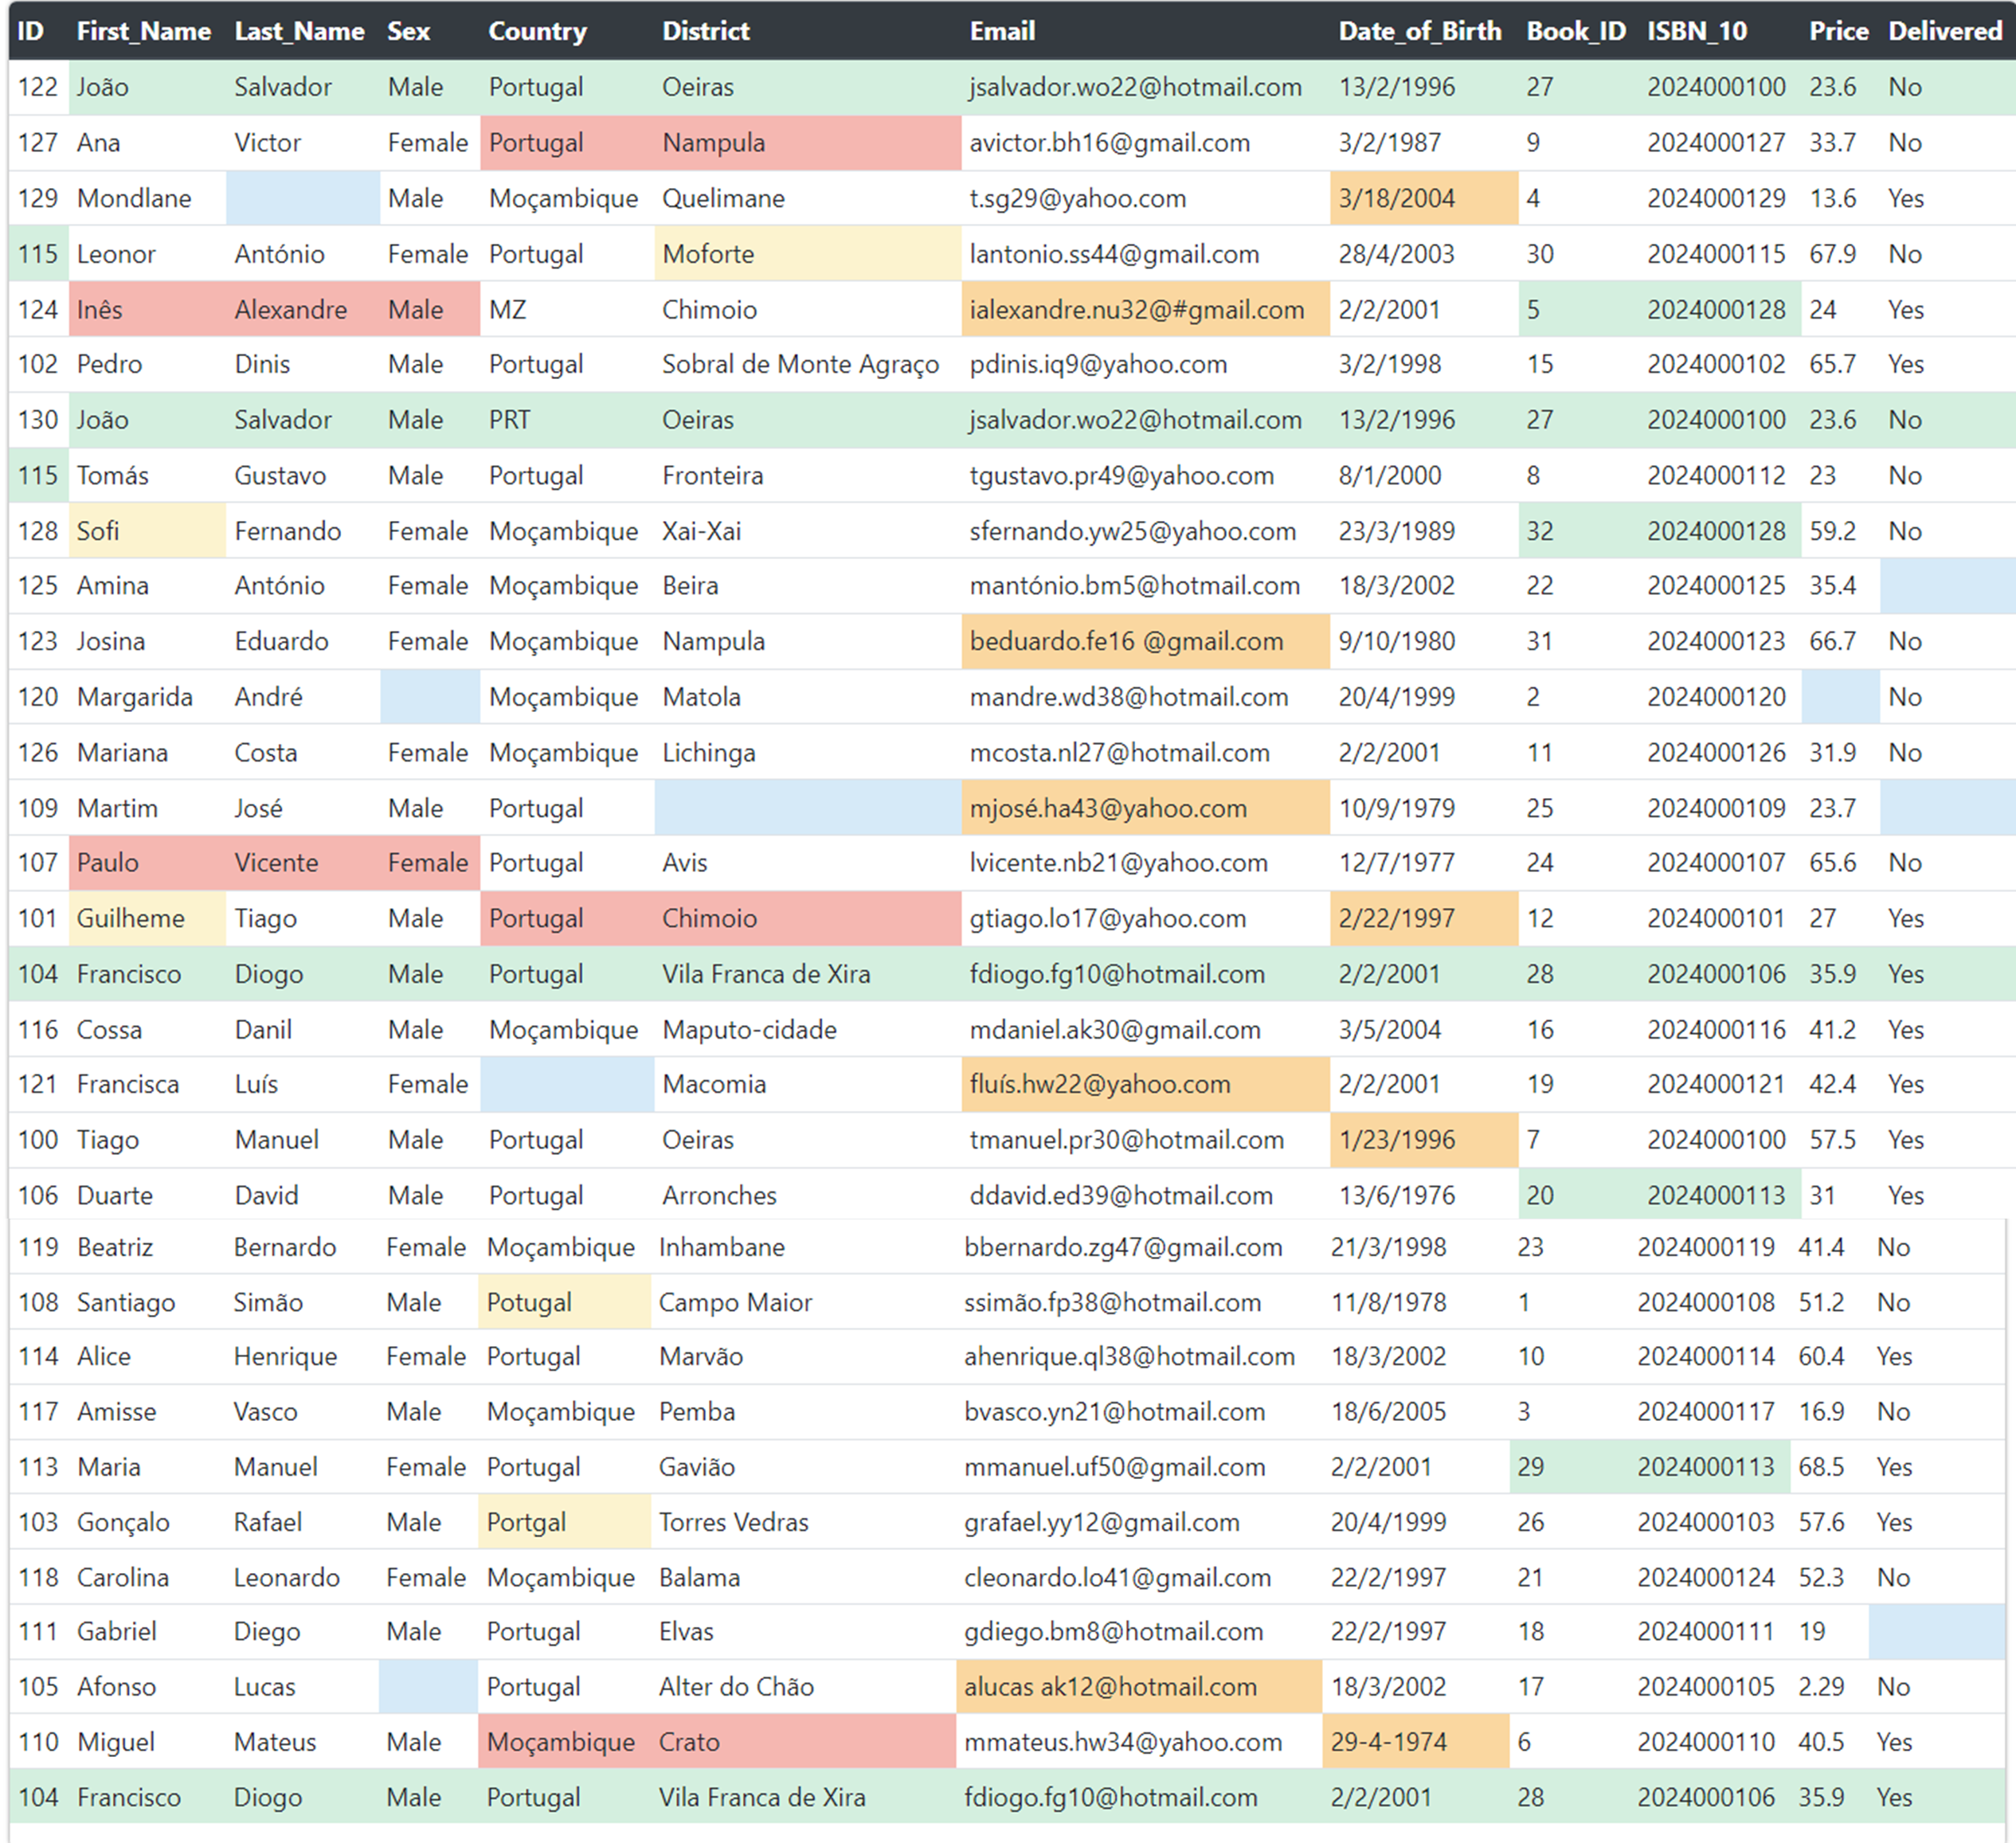 ID First_Name Last_Name Sex Country District Email Date_of_Birth Book_ID ISBN_10 Price Delivered
122 João Salvador Male Portugal Oeiras jsalvador.wo22@hotmail.com 13/2/1996 27 2024000100 23.6 No
127 Ana Victor Female Portugal Nampula avictor.bh16@gmail.com 3/2/1987 9 2024000127 33.7 No
129 Mondlane Male Moçambique Quelimane t.sg29@yahoo.com 3/18/2004 4 2024000129 13.6 Yes
115 Leonor António Female Portugal Moforte lantonio.ss44@gmail.com 28/4/2003 30 2024000115 67.9 No
124 Inês Alexandre Male MZ Chimoio ialexandre.nu32@#gmail.com 2/2/2001 5 2024000128 24 Yes
102 Pedro Dinis Male Portugal Sobral de Monte Agraço pdinis.iq9@yahoo.com 3/2/1998 15 2024000102 65.7 Yes
130 João Salvador Male PRT Oeiras jsalvador.wo22@hotmail.com 13/2/1996 27 2024000100 23.6 No
115 Tomás Gustavo Male Portugal Fronteira tgustavo.pr49@yahoo.com 8/1/2000 8 2024000112 23 No
128 Sofi Fernando Female Moçambique Xai-Xai sfernando.yw25@yahoo.com 23/3/1989 32 2024000128 59.2 No
125 Amina António Female Moçambique Beira mantónio.bm5@hotmail.com 18/3/2002 22 2024000125 35.4
123 Josina Eduardo Female Moçambique Nampula beduardo.fe16 @gmail.com 9/10/1980 31 2024000123 66.7 No
120 Margarida André Moçambique Matola mandre.wd38@hotmail.com 20/4/1999 2 2024000120 No
126 Mariana Costa Female Moçambique Lichinga mcosta.nl27@hotmail.com 2/2/2001 11 2024000126 31.9 No
109 Martim José Male Portugal mjosé.ha43@yahoo.com 10/9/1979 25 2024000109 23.7
107 Paulo Vicente Female Portugal Avis lvicente.nb21@yahoo.com 12/7/1977 24 2024000107 65.6 No
101 Guilheme Tiago Male Portugal Chimoio gtiago.lo17@yahoo.com 2/22/1997 12 2024000101 27 Yes
104 Francisco Diogo Male Portugal Vila Franca de Xira fdiogo.fg10@hotmail.com 2/2/2001 28 2024000106 35.9 Yes
116 Cossa Danil Male Moçambique Maputo-cidade mdaniel.ak30@gmail.com 3/5/2004 16 2024000116 41.2 Yes
121 Francisca Luís Female Macomia fluís.hw22@yahoo.com 2/2/2001 19 2024000121 42.4 Yes
100 Tiago Manuel Male Portugal Oeiras tmanuel.pr30@hotmail.com 1/23/1996 7 2024000100 57.5 Yes
106 Duarte David Male Portugal Arronches ddavid.ed39@hotmail.com 13/6/1976 20 2024000113 31 Yes
119 Beatriz Bernardo Female Moçambique Inhambane bbernardo.zg47@gmail.com 21/3/1998 23 2024000119 41.4 No
108 Santiago Simão Male Potugal Campo Maior ssimão.fp38@hotmail.com 11/8/1978 1 2024000108 51.2 No
114 Alice Henrique Female Portugal Marvão ahenrique.ql38@hotmail.com 18/3/2002 10 2024000114 60.4 Yes
117 Amisse Vasco Male Moçambique Pemba bvasco.yn21@hotmail.com 18/6/2005 3 2024000117 16.9 No
113 Maria Manuel Female Portugal Gavião mmanuel.uf50@gmail.com 2/2/2001 29 2024000113 68.5 Yes
103 Gonçalo Rafael Male Portgal Torres Vedras grafael.yy12@gmail.com 20/4/1999 26 2024000103 57.6 Yes
118 Carolina Leonardo Female Moçambique Balama cleonardo.lo41@gmail.com 22/2/1997 21 2024000124 52.3 No
111 Gabriel Diego Male Portugal Elvas gdiego.bm8@hotmail.com 22/2/1997 18 2024000111 19
105 Afonso Lucas Portugal Alter do Chão alucas ak12@hotmail.com 18/3/2002 17 2024000105 2.29 No
110 Miguel Mateus Male Moçambique Crato mmateus.hw34@yahoo.com 29-4-1974 6 2024000110 40.5 Yes
104 Francisco Diogo Male Portugal Vila Franca de Xira fdiogo.fg10@hotmail.com 2/2/2001 28 2024000106 35.9 Yes